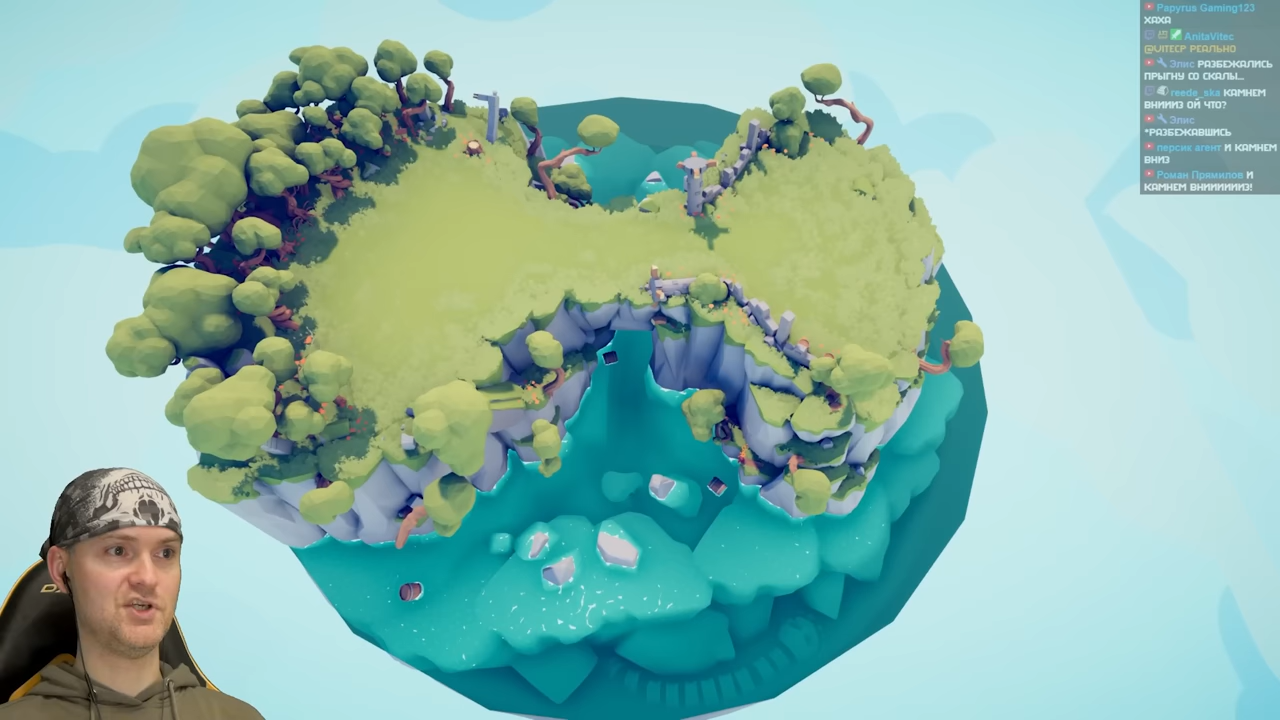 Papyrus Gaming123
ХАХА
AnitaVitec
@VITECP РЕАЛЬНО
Элис РАЗБЕЖАЛИСЬ
ПРЫГНУ СО СКАЛЫ...
reede_ska КАМНЕМ
ВНИИИЗ ОЙ ЧТО?
Элис
*РАЗБЕЖАВШИСЬ
персик агент И КАМНЕМ
ВНИЗ
Роман Прямилов И
КАМНЕМ ВНИИИИИИЗ!